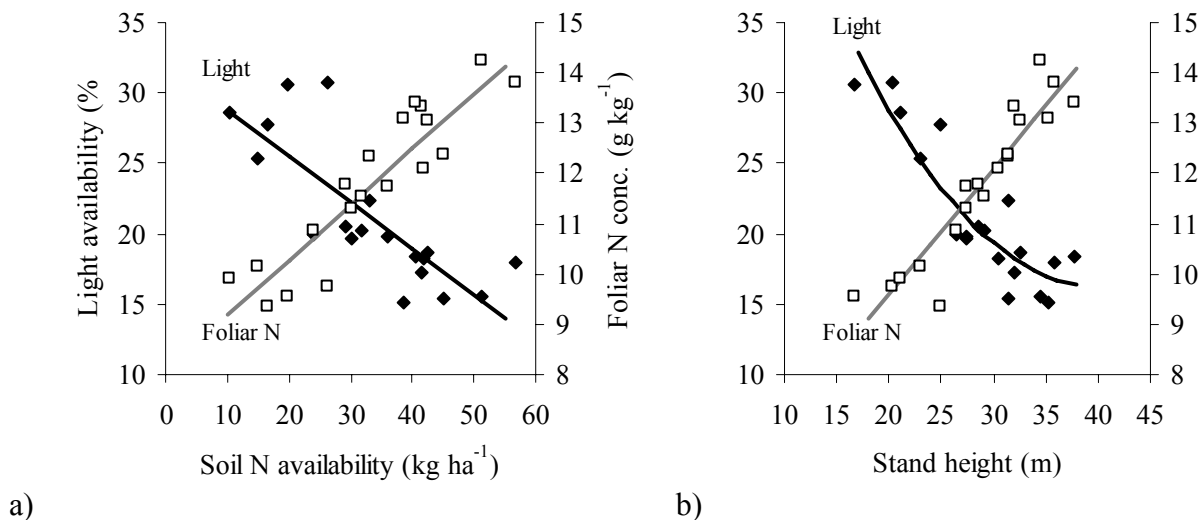 Light availability (%
35
30
25
20
15
10
Light
Foliar N
15
14
13
12
11
10
9
8
Foliar N conc. (g kg-1)
0 10 20 30 40 50 60
Soil N availability (kg ha-1)
a)
35
30
25
20
15
10
Light
Foliar N
15
14
13
12
11
10
9
8
10 15 20 25 30 35 40 45
Stand height (m)
b)